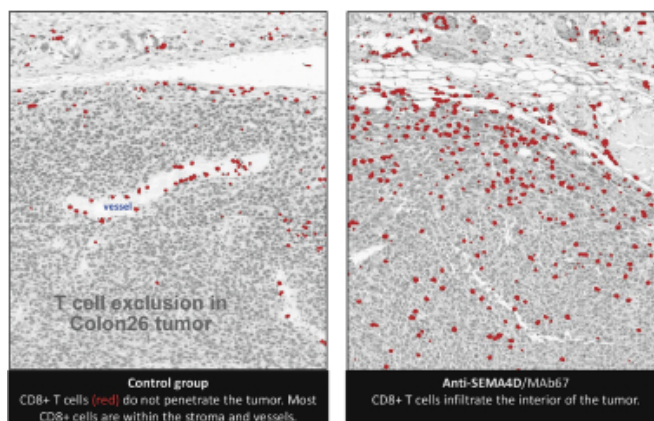 vessel
T cell exclusion in
Colon26 tumor
Control group
CD8+ T cells (red) do not penetrate the tumor. Most
CD8+ cells are within the stroma and vessels.
Anti-SEMA4D/MAb67
CD8+ T cells infiltrate the interior of the tumor.